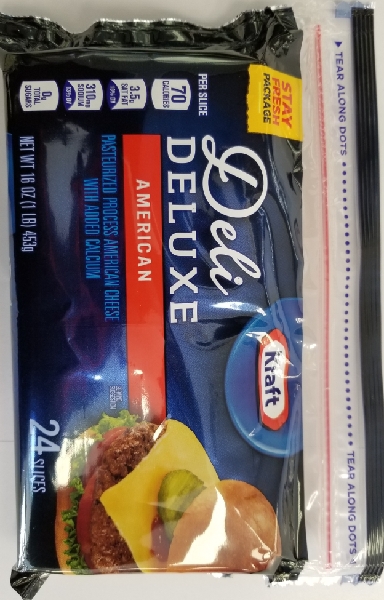 STAY
FRESH
PACKAGE
TEAR ALONG DOTS
TEAR ALONG DOTS
Kraft
Deli
DELUXE
AMERICAN
PASTEURIZED PROCESS AMERICAN CHEESE
WITH ADDED CALCIUM
PER SLICE
70
CALORIES
3.5g
SAT FAT
310mg
SODIUM
0g
TOTAL
SUGARS
24 SLICES
NET WT 16 OZ (1 LB) 453g